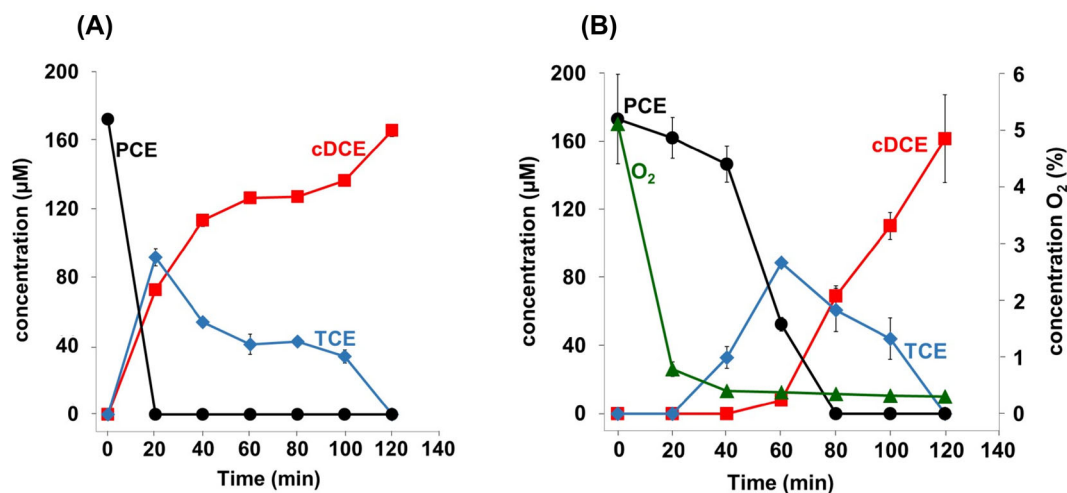 (A)
(B)
200
160
120
80
40
0
concentration (µM)
PCE
cDCE
TCE
0 20 40 60 80 100 120 140
Time (min)
200
160
120
80
40
0
concentration (µM)
PCE
O2
cDCE
TCE
6
5
4
3
2
1
0
concentration O2 (%)
0 20 40 60 80 100 120 140
Time (min)